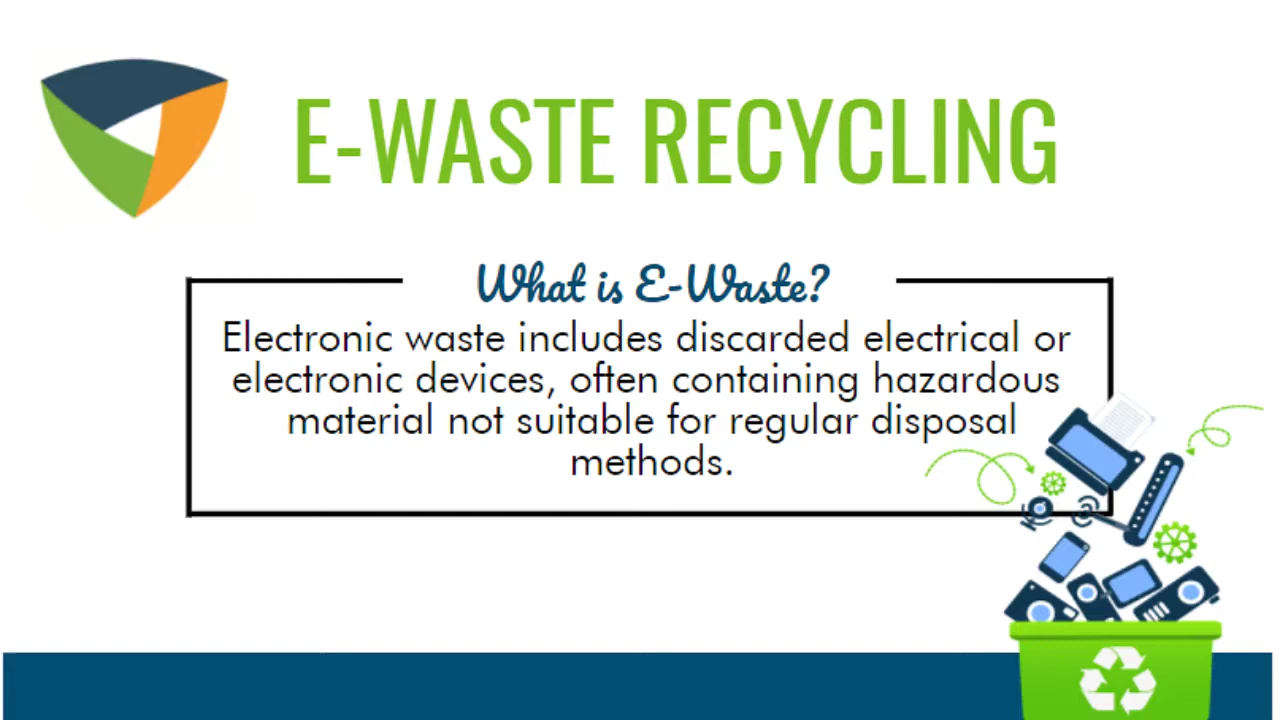 E-WASTE RECYCLING
What is E-Waste?
Electronic waste includes discarded electrical or
electronic devices, often containing hazardous
material not suitable for regular disposal
methods.